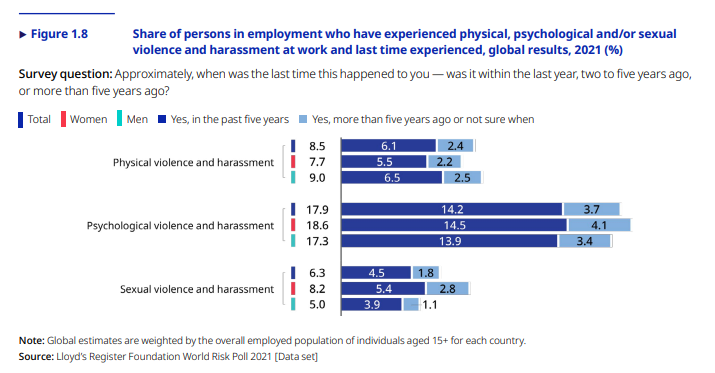 ▶ Figure 1.8 Share of persons in employment who have experienced physical, psychological and/or sexual
violence and harassment at work and last time experienced, global results, 2021 (%)
Survey question: Approximately, when was the last time this happened to you — was it within the last year, two to five years ago,
or more than five years ago?
Total Women Men Yes, in the past five years Yes, more than five years ago or not sure when
8.5 6.1 2.4
Physical violence and harassment 7.7 5.5 2.2
9.0 6.5 2.5
17.9 14.2 3.7
Psychological violence and harassment 18.6 14.5 4.1
17.3 13.9 3.4
6.3 4.5 1.8
Sexual violence and harassment 8.2 5.4 2.8
5.0 3.9 1.1
Note: Global estimates are weighted by the overall employed population of individuals aged 15+ for each country.
Source: Lloyd's Register Foundation World Risk Poll 2021 [Data set]